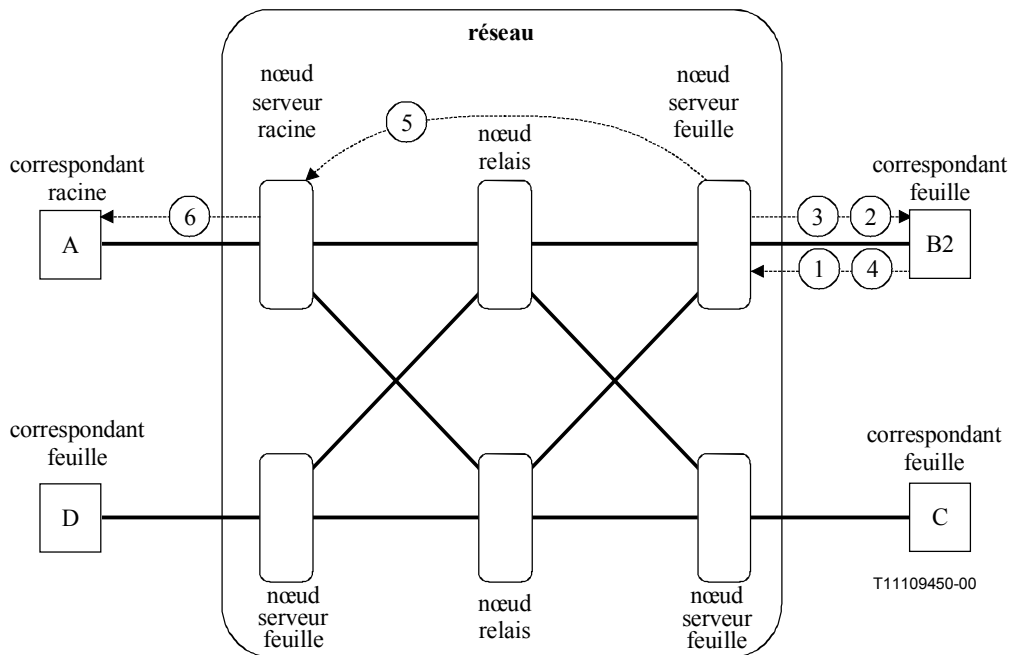 réseau
nœud
serveur
racine
nœud
serveur
feuille
5
nœud
relais
correspondant
racine
correspondant
feuille
6
3
2
A
B2
1
4
correspondant
feuille
correspondant
feuille
D
C
T11109450-00
nœud
serveur
feuille
nœud
relais
nœud
serveur
feuille